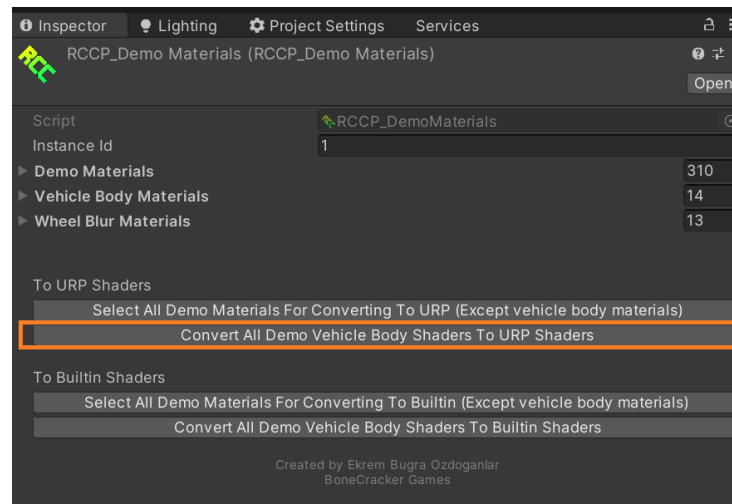 Inspector Lighting Project Settings Services
RCC
RCCP_Demo Materials (RCCP_Demo Materials)
Open
Script RCCP_DemoMaterials
Instance Id 1
Demo Materials 310
Vehicle Body Materials 14
Wheel Blur Materials 13
To URP Shaders
Select All Demo Materials For Converting To URP (Except vehicle body materials)
Convert All Demo Vehicle Body Shaders To URP Shaders
To Builtin Shaders
Select All Demo Materials For Converting To Builtin (Except vehicle body materials)
Convert All Demo Vehicle Body Shaders To Builtin Shaders
Created by Ekrem Bugra Ozdoganlar
BoneCracker Games